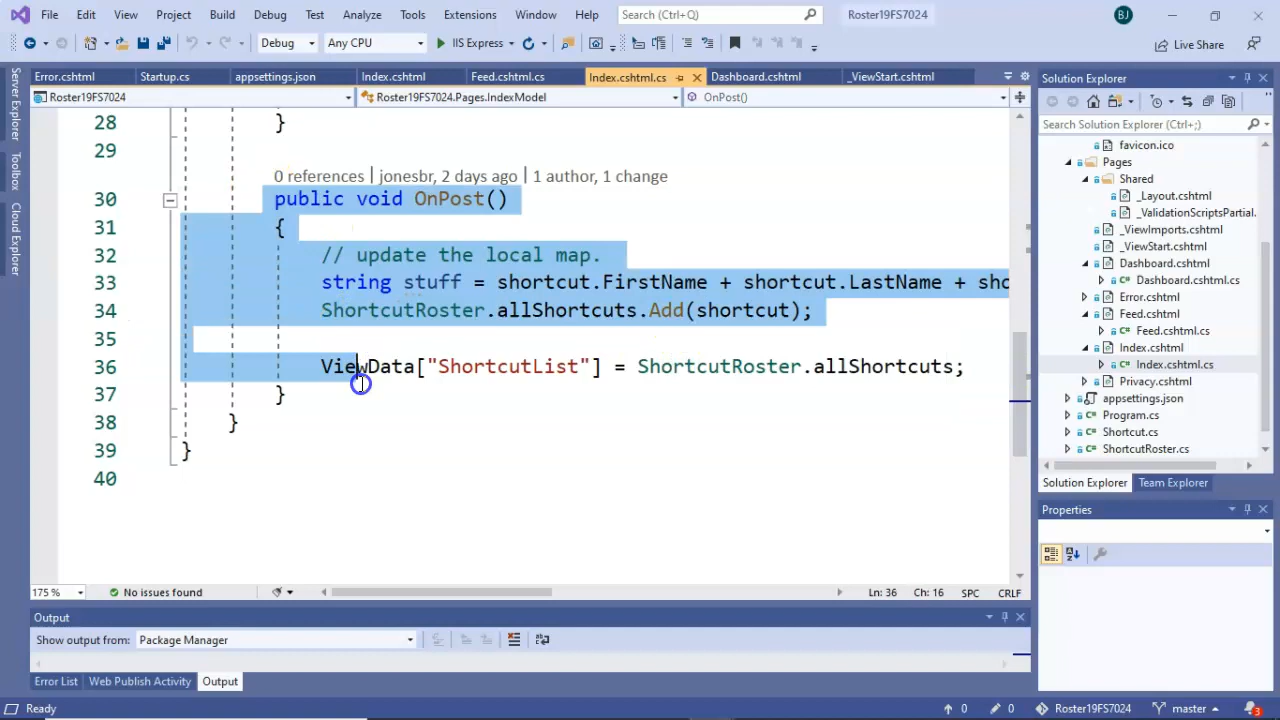 File Edit View Project Build Debug Test Analyze Tools Extensions Window Help Search (Ctrl+Q) Roster19FS7024 BJ
Debug Any CPU IIS Express Live Share
Error.cshtml Startup.cs appsettings.json Index.cshtml Feed.cshtml.cs Index.cshtml.cs Dashboard.cshtml _ViewStart.cshtml
Roster19FS7024 Roster19FS7024.Pages.IndexModel OnPost()
Server Explorer
Toolbox
Cloud Explorer
28 }
29
0 references | jonesbr, 2 days ago | 1 author, 1 change
30 public void OnPost()
31 {
32 // update the local map.
33 string stuff = shortcut.FirstName + shortcut.LastName + sho
34 ShortcutRoster.allShortcuts.Add(shortcut);
35
36 ViewData["ShortcutList"] = ShortcutRoster.allShortcuts;
37 }
38 }
39 }
40
175 % No issues found Ln: 36 Ch: 16 SPC CRLF
Output
Show output from: Package Manager
Error List Web Publish Activity Output
Solution Explorer
Search Solution Explorer (Ctrl+;)
favicon.ico
Pages
Shared
_Layout.cshtml
_ValidationScriptsPartial.
_ViewImports.cshtml
_ViewStart.cshtml
Dashboard.cshtml
Dashboard.cshtml.cs
Error.cshtml
Feed.cshtml
Feed.cshtml.cs
Index.cshtml
Index.cshtml.cs
Privacy.cshtml
appsettings.json
Program.cs
Shortcut.cs
ShortcutRoster.cs
Solution Explorer Team Explorer
Properties
Ready 0 0 Roster19FS7024 master 3